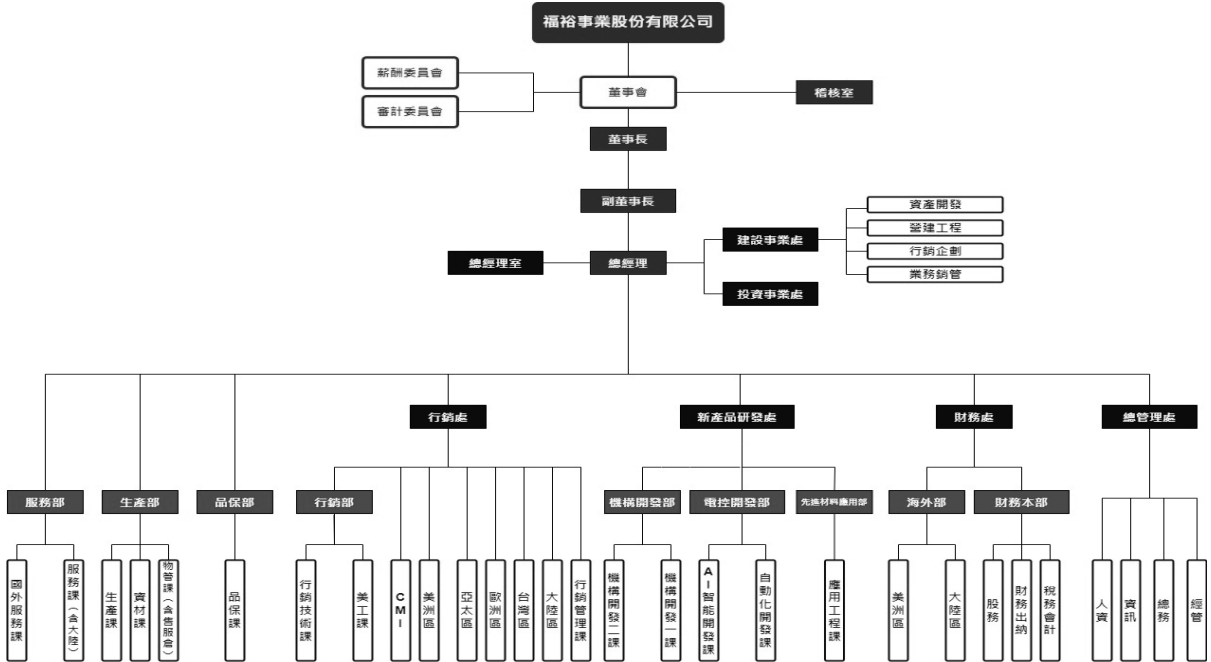 福裕事業股份有限公司
薪酬委員會
董事會
稽核室
審計委員會
董事長
副董事長
資產開發
營建工程
建設事業處
行銷企劃
總經理室
總經理
業務銷管
投資事業處
行銷處
新產品研發處
財務處
總管理處
服務部
生產部
品保部
行銷部
機構開發部
電控開發部
先進材料應用部
海外部
財務本部
國外服務課
服務課(含大陸)
生產課
資材課
物管課(含售服倉)
品保課
行銷技術課
美工課
CMI
美洲區
亞太區
歐洲區
台灣區
大陸區
行銷管理課
機構開發二課
機構開發一課
AI智能開發課
自動化開發課
應用工程課
美洲區
大陸區
股務
財務出納
稅務會計
人資
資訊
總務
經管